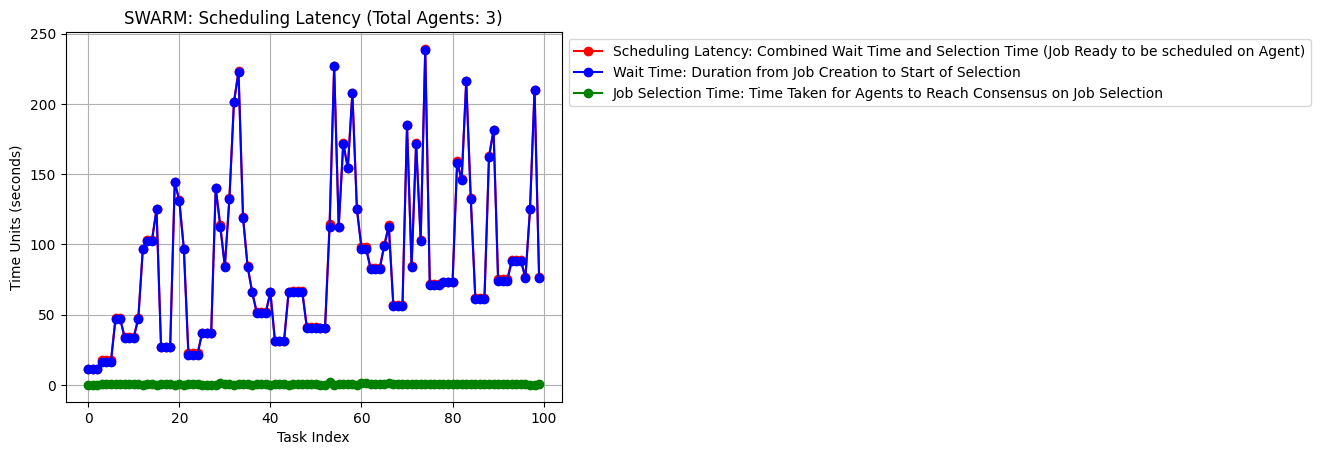 SWARM: Scheduling Latency (Total Agents: 3)
250
200
150
100
50
0
Time Units (seconds)
0 20 40 60 80 100
Task Index
Scheduling Latency: Combined Wait Time and Selection Time (Job Ready to be scheduled on Agent)
Wait Time: Duration from Job Creation to Start of Selection
Job Selection Time: Time Taken for Agents to Reach Consensus on Job Selection